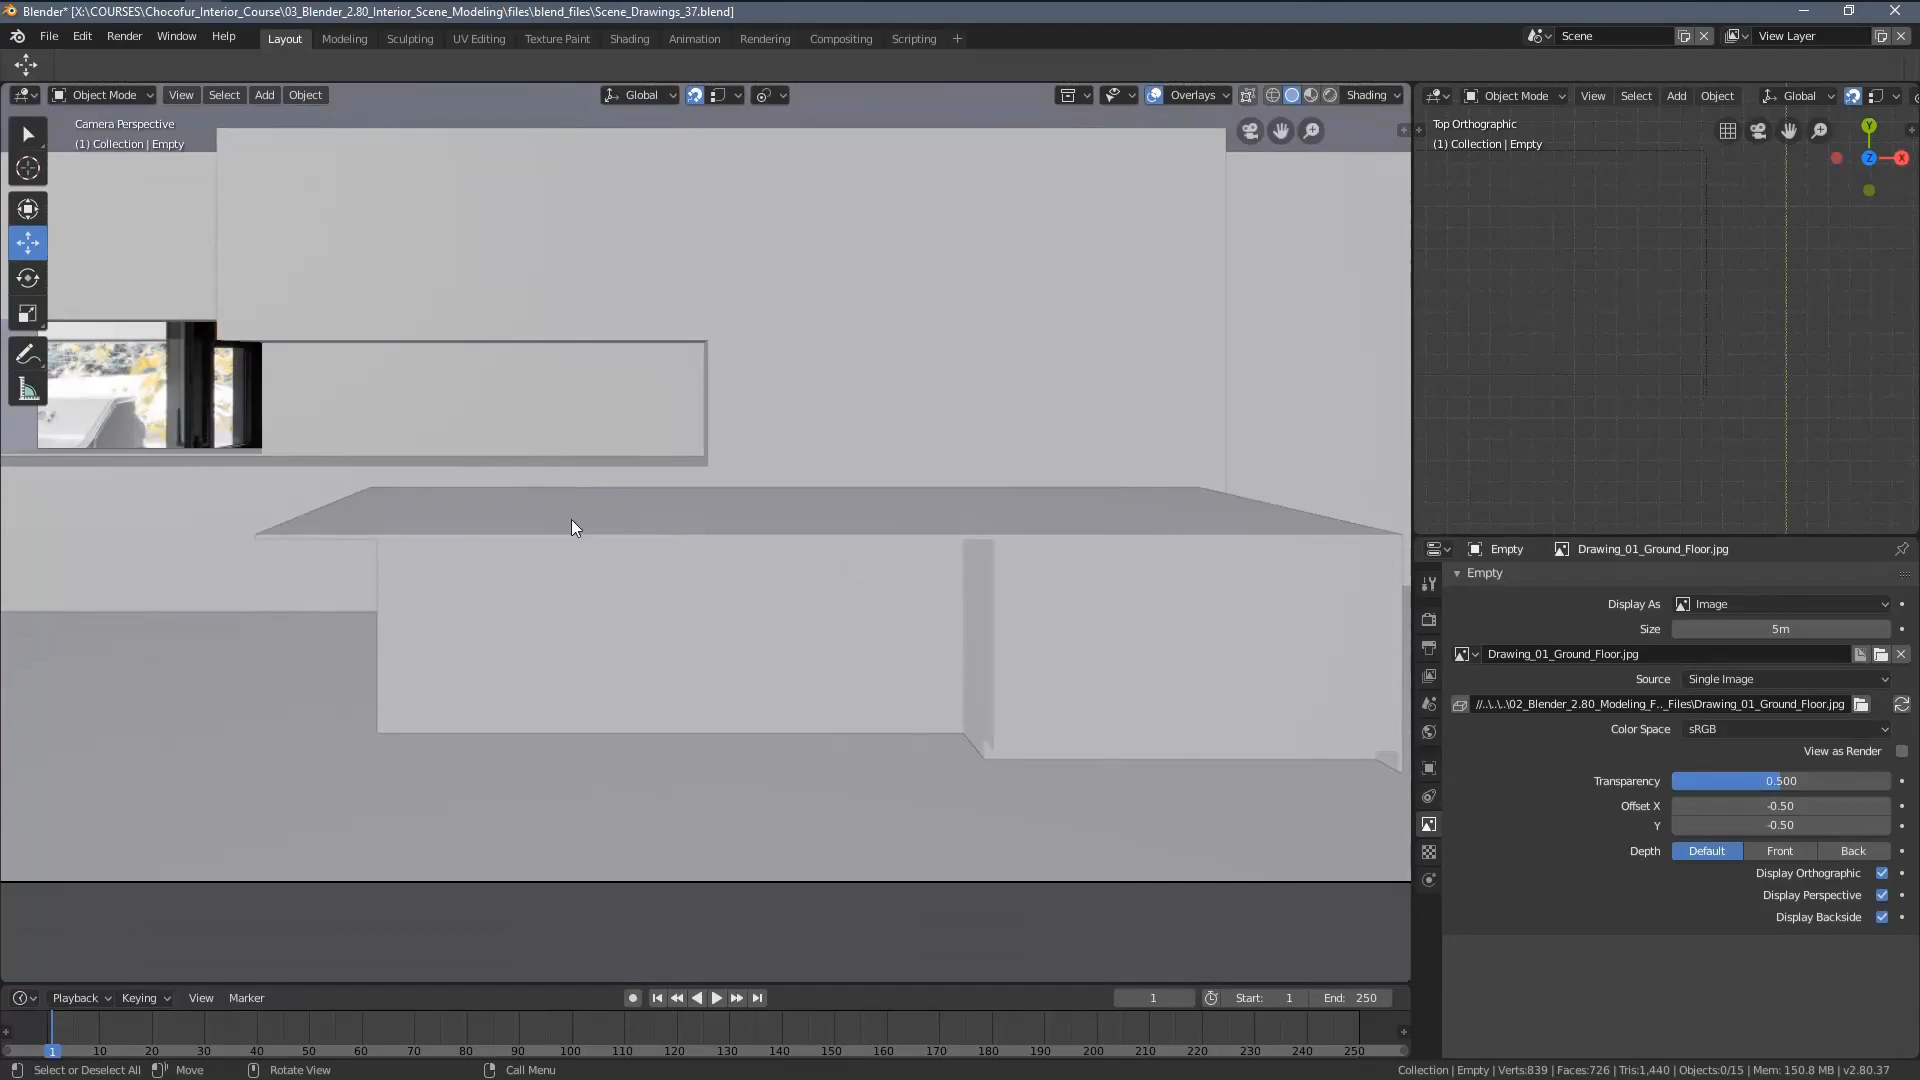 Blender* [X:\COURSES\Chocofur_Interior_Course\03_Blender_2.80_Interior_Scene_Modeling\files\blend_files\Scene_Drawings_37.blend]
File Edit Render Window Help Layout Modeling Sculpting UV Editing Texture Paint Shading Animation Rendering Compositing Scripting + Scene View Layer
Object Mode View Select Add Object Global Overlays Shading
Object Mode View Select Add Object Global
Camera Perspective
(1) Collection | Empty
Top Orthographic
(1) Collection | Empty
Y
Z X
Empty Drawing_01_Ground_Floor.jpg
Empty
Display As Image
Size 5m
Drawing_01_Ground_Floor.jpg
Source Single Image
//..\..\..\02_Blender_2.80_Modeling_F.._Files\Drawing_01_Ground_Floor.jpg
Color Space sRGB
View as Render
Transparency 0.500
Offset X -0.50
Y -0.50
Depth Default Front Back
Display Orthographic
Display Perspective
Display Backside
Playback Keying View Marker 1 Start: 1 End: 250
1 10 20 30 40 50 60 70 80 90 100 110 120 130 140 150 160 170 180 190 200 210 220 230 240 250
Select or Deselect All Move Rotate View Call Menu Collection | Empty | Verts:839 | Faces:726 | Tris:1,440 | Objects:0/15 | Mem: 150.8 MB | v2.80.37